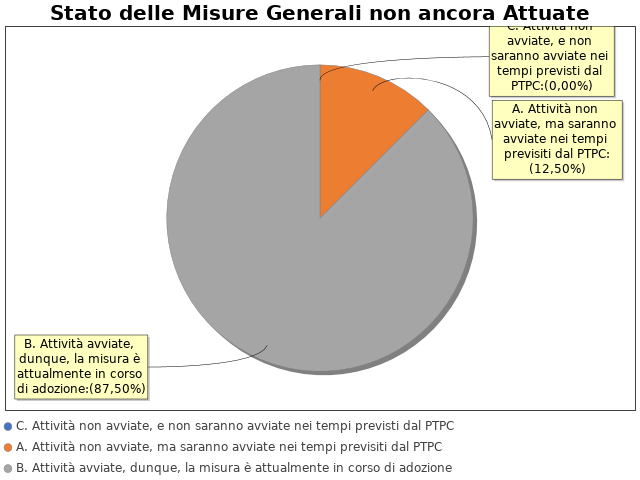 Stato delle Misure Generali non ancora Attuate
C. Attività non
avviate, e non
saranno avviate nei
tempi previsti dal
PTPC:(0,00%)
A. Attività non
avviate, ma saranno
avviate nei tempi
previsiti dal PTPC:
(12,50%)
B. Attività avviate,
dunque, la misura è
attualmente in corso
di adozione:(87,50%)
C. Attività non avviate, e non saranno avviate nei tempi previsti dal PTPC
A. Attività non avviate, ma saranno avviate nei tempi previsiti dal PTPC
B. Attività avviate, dunque, la misura è attualmente in corso di adozione